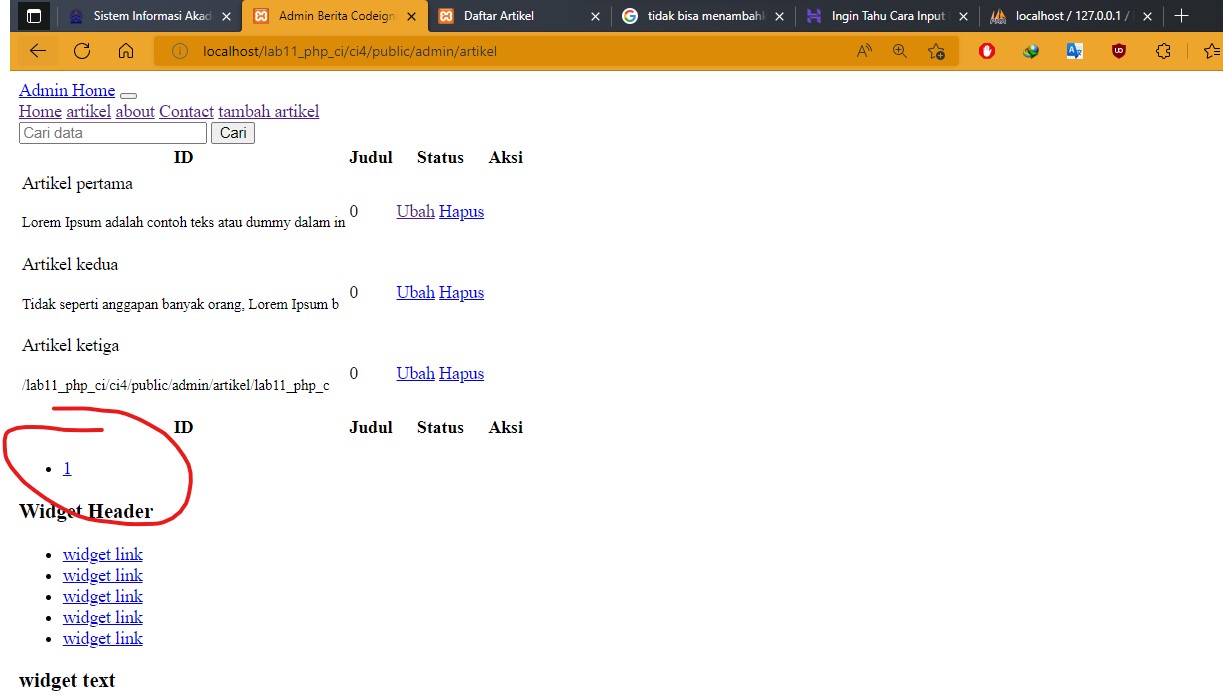 Sistem Informasi Akad
Admin Berita Codeigni
Daftar Artikel
tidak bisa menambahk
Ingin Tahu Cara Input
localhost / 127.0.0.1 /
localhost/lab11_php_ci/ci4/public/admin/artikel
Admin Home
Home artikel about Contact tambah artikel
Cari data Cari
ID Judul Status Aksi
Artikel pertama
Lorem Ipsum adalah contoh teks atau dummy dalam in 0 Ubah Hapus
Artikel kedua
Tidak seperti anggapan banyak orang, Lorem Ipsum b 0 Ubah Hapus
Artikel ketiga
/lab11_php_ci/ci4/public/admin/artikel/lab11_php_c 0 Ubah Hapus
ID Judul Status Aksi
1
Widget Header
widget link
widget link
widget link
widget link
widget link
widget text